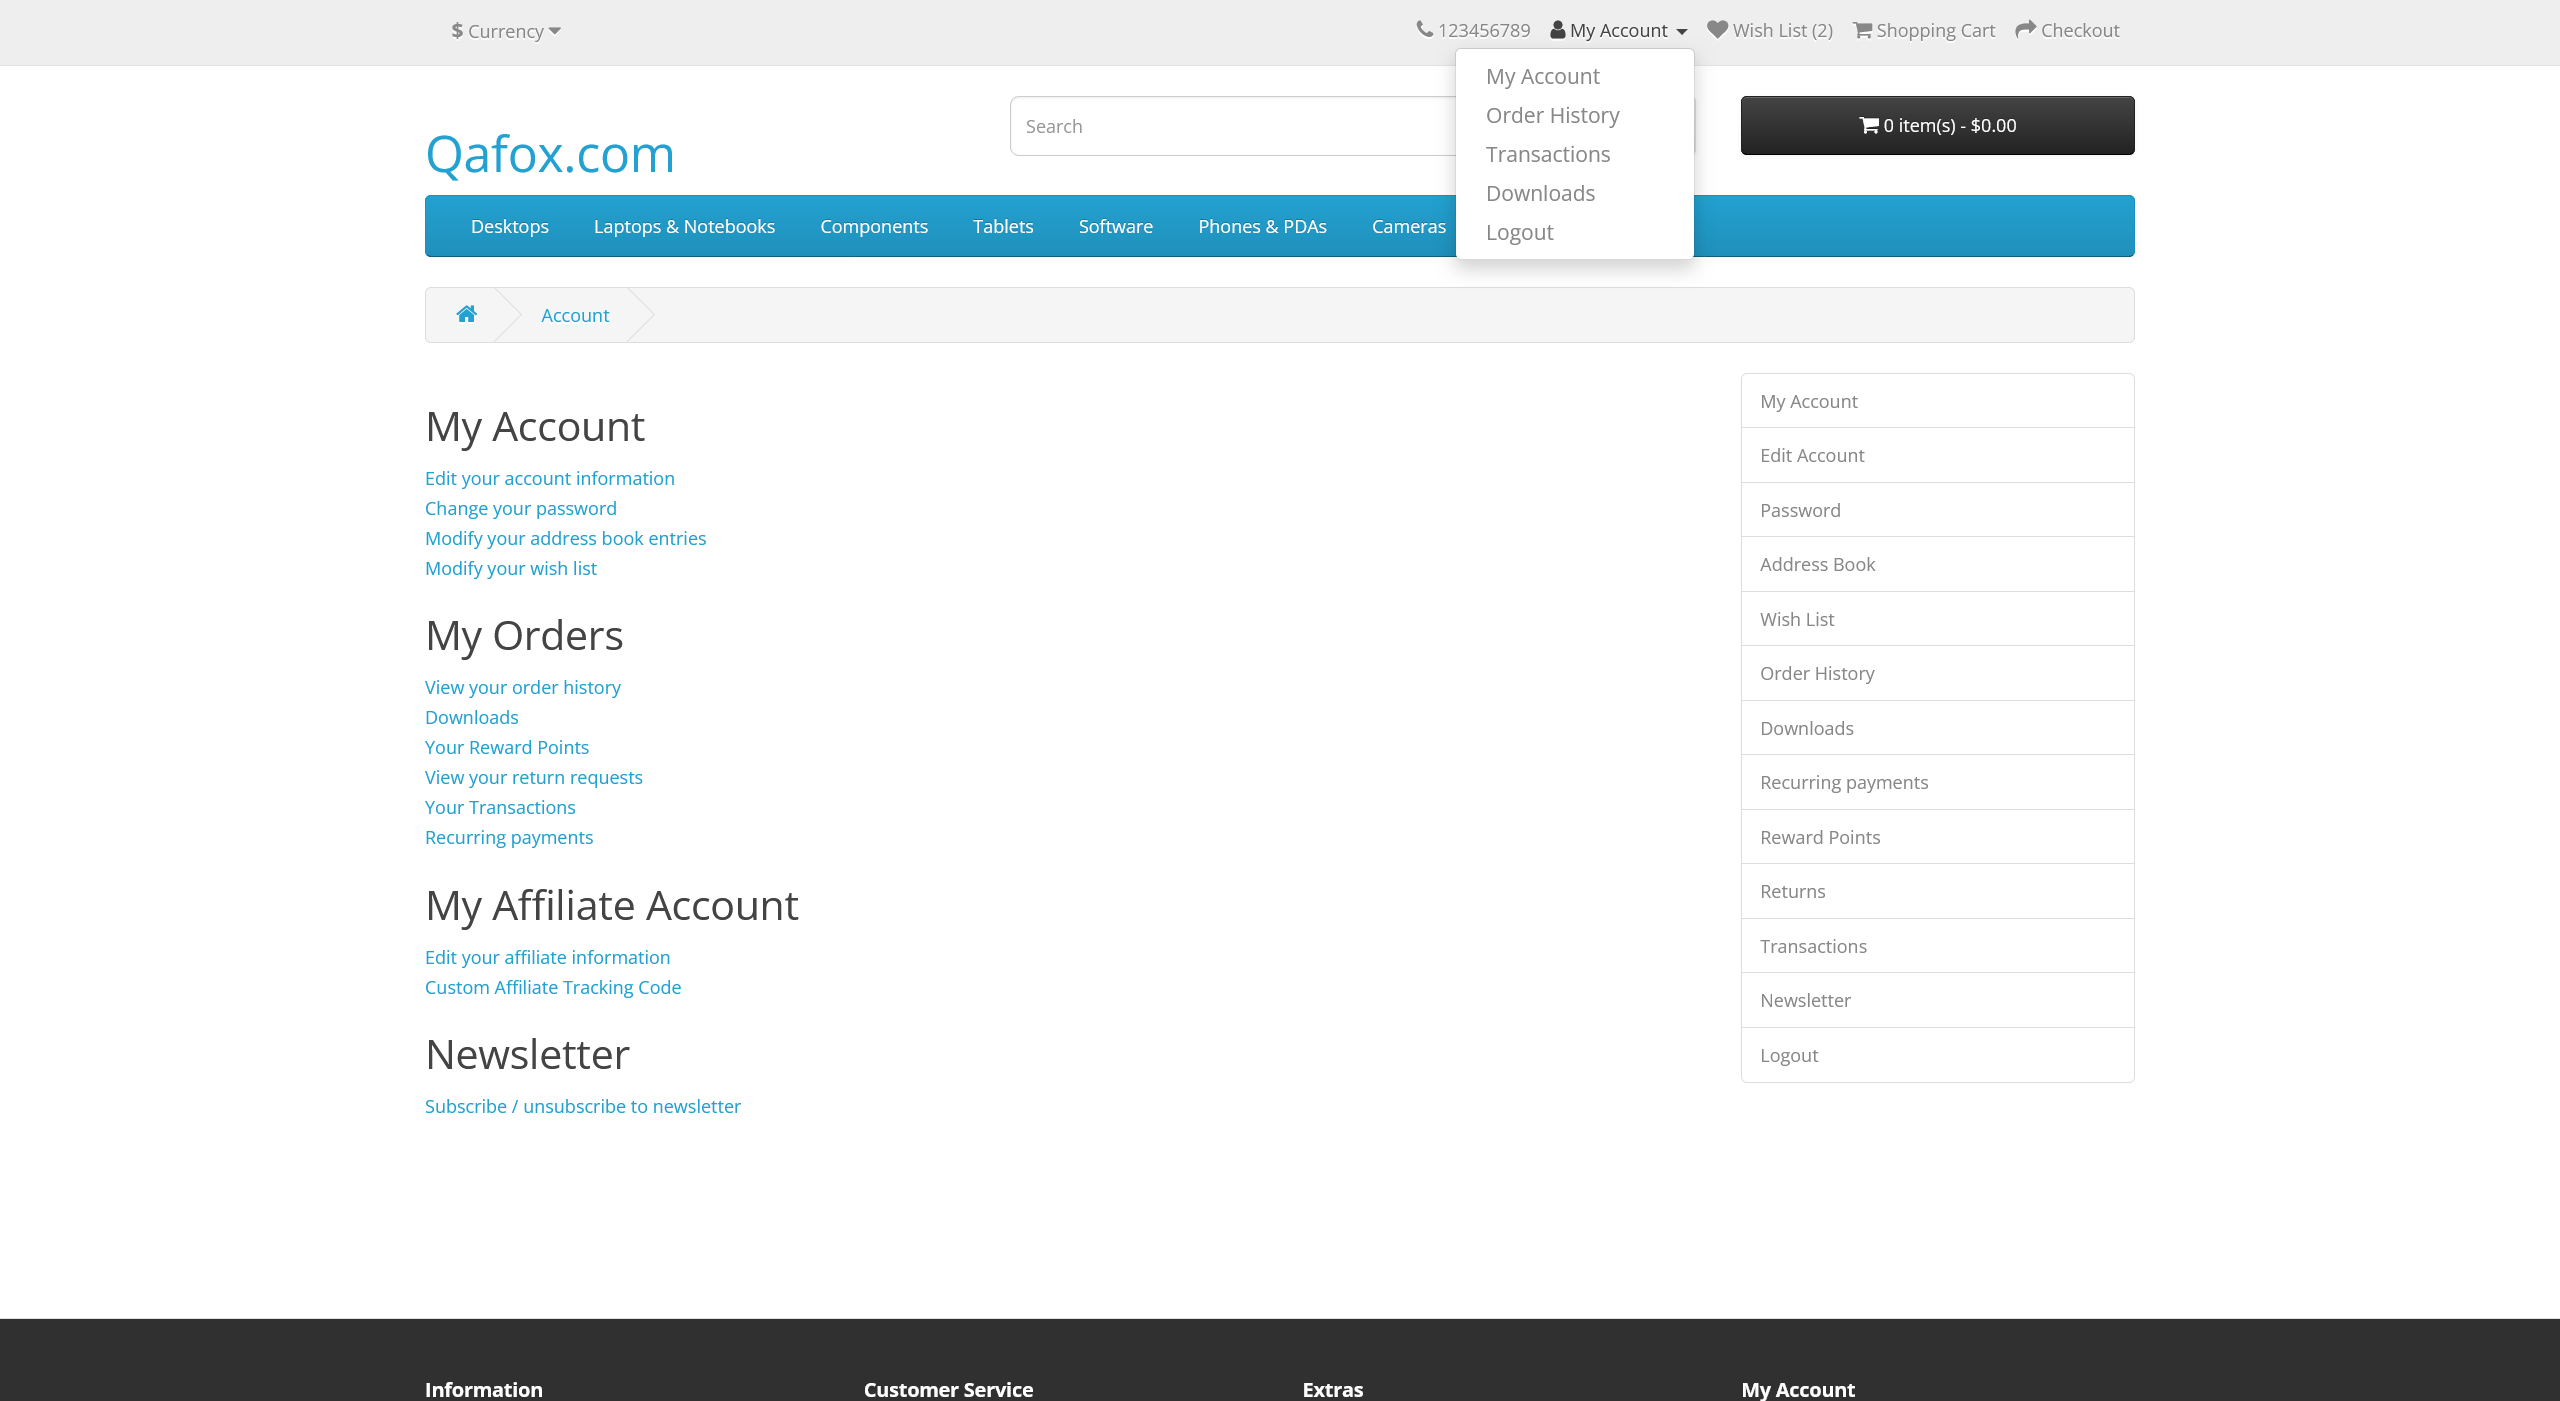 $ Currency
123456789 My Account Wish List (2) Shopping Cart Checkout
My Account
Order History
Transactions
Downloads
Logout
Qafox.com
Search
0 item(s) - $0.00
Desktops Laptops & Notebooks Components Tablets Software Phones & PDAs Cameras
Account
My Account
Edit your account information
Change your password
Modify your address book entries
Modify your wish list
My Orders
View your order history
Downloads
Your Reward Points
View your return requests
Your Transactions
Recurring payments
My Affiliate Account
Edit your affiliate information
Custom Affiliate Tracking Code
Newsletter
Subscribe / unsubscribe to newsletter
My Account
Edit Account
Password
Address Book
Wish List
Order History
Downloads
Recurring payments
Reward Points
Returns
Transactions
Newsletter
Logout
Information Customer Service Extras My Account